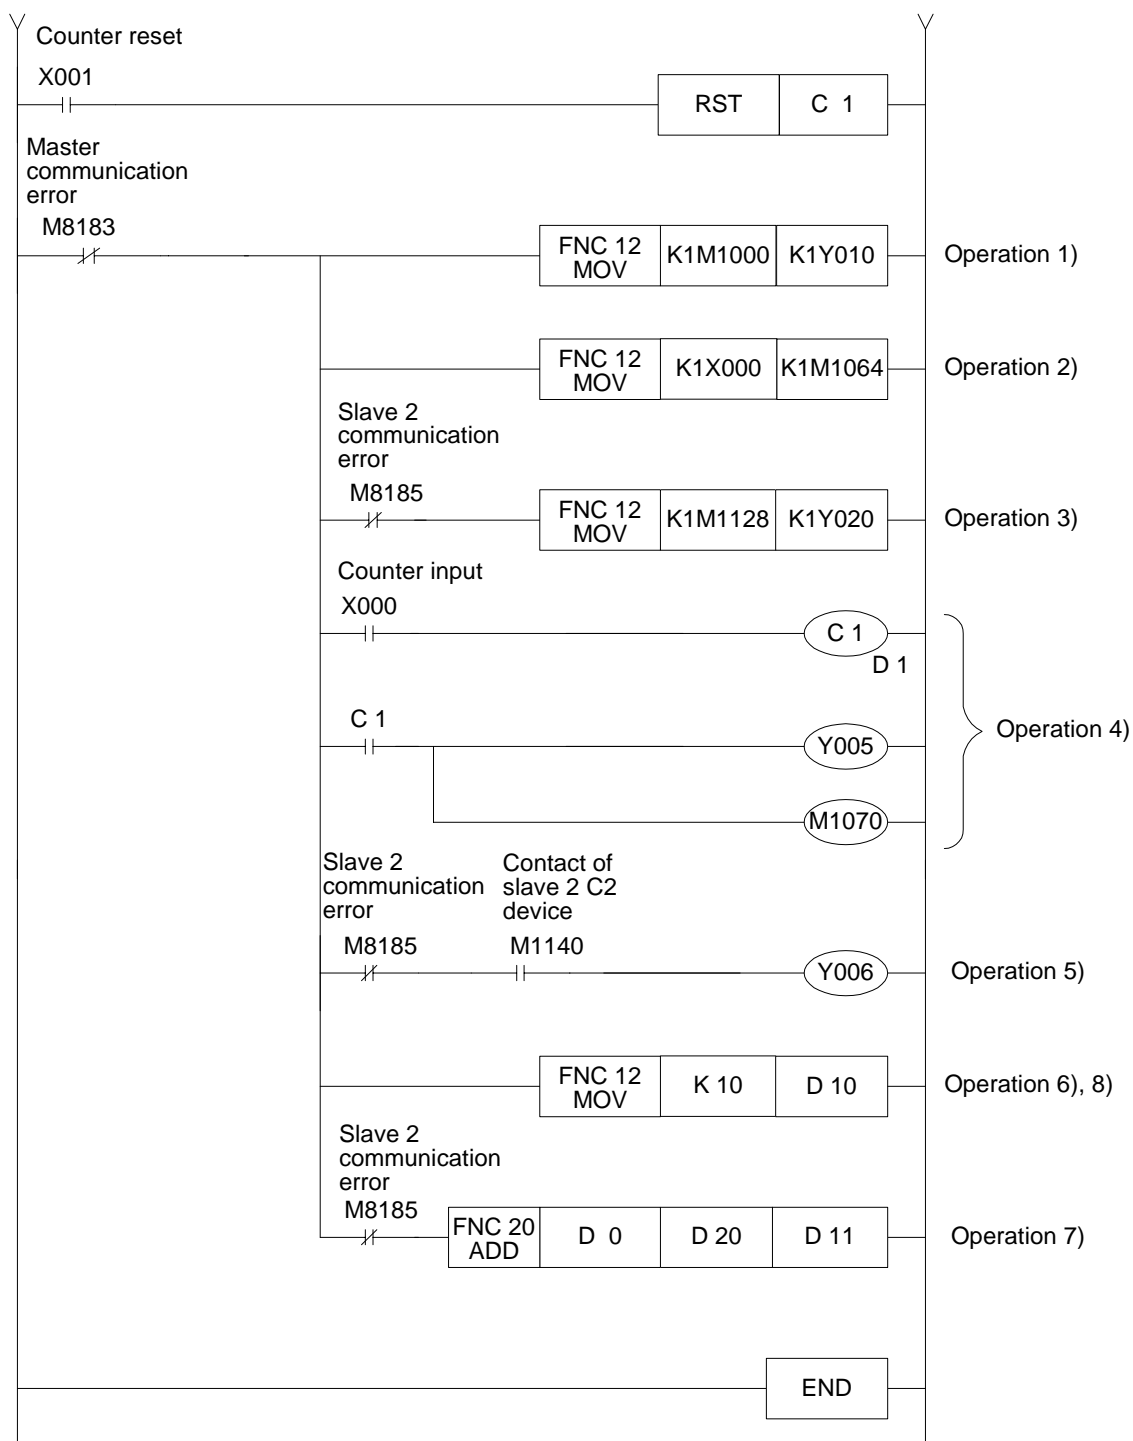 Counter reset
X001
RST C 1
Master
communication
error
M8183
FNC 12
MOV K1M1000 K1Y010 Operation 1)
FNC 12
MOV K1X000 K1M1064 Operation 2)
Slave 2
communication
error
M8185
FNC 12
MOV K1M1128 K1Y020 Operation 3)
Counter input
X000
C 1
D 1
C 1
Y005
Operation 4)
M1070
Slave 2
communication
error
Contact of
slave 2 C2
device
M8185 M1140
Y006 Operation 5)
FNC 12
MOV K 10 D 10 Operation 6), 8)
Slave 2
communication
error
M8185
FNC 20
ADD D 0 D 20 D 11 Operation 7)
END